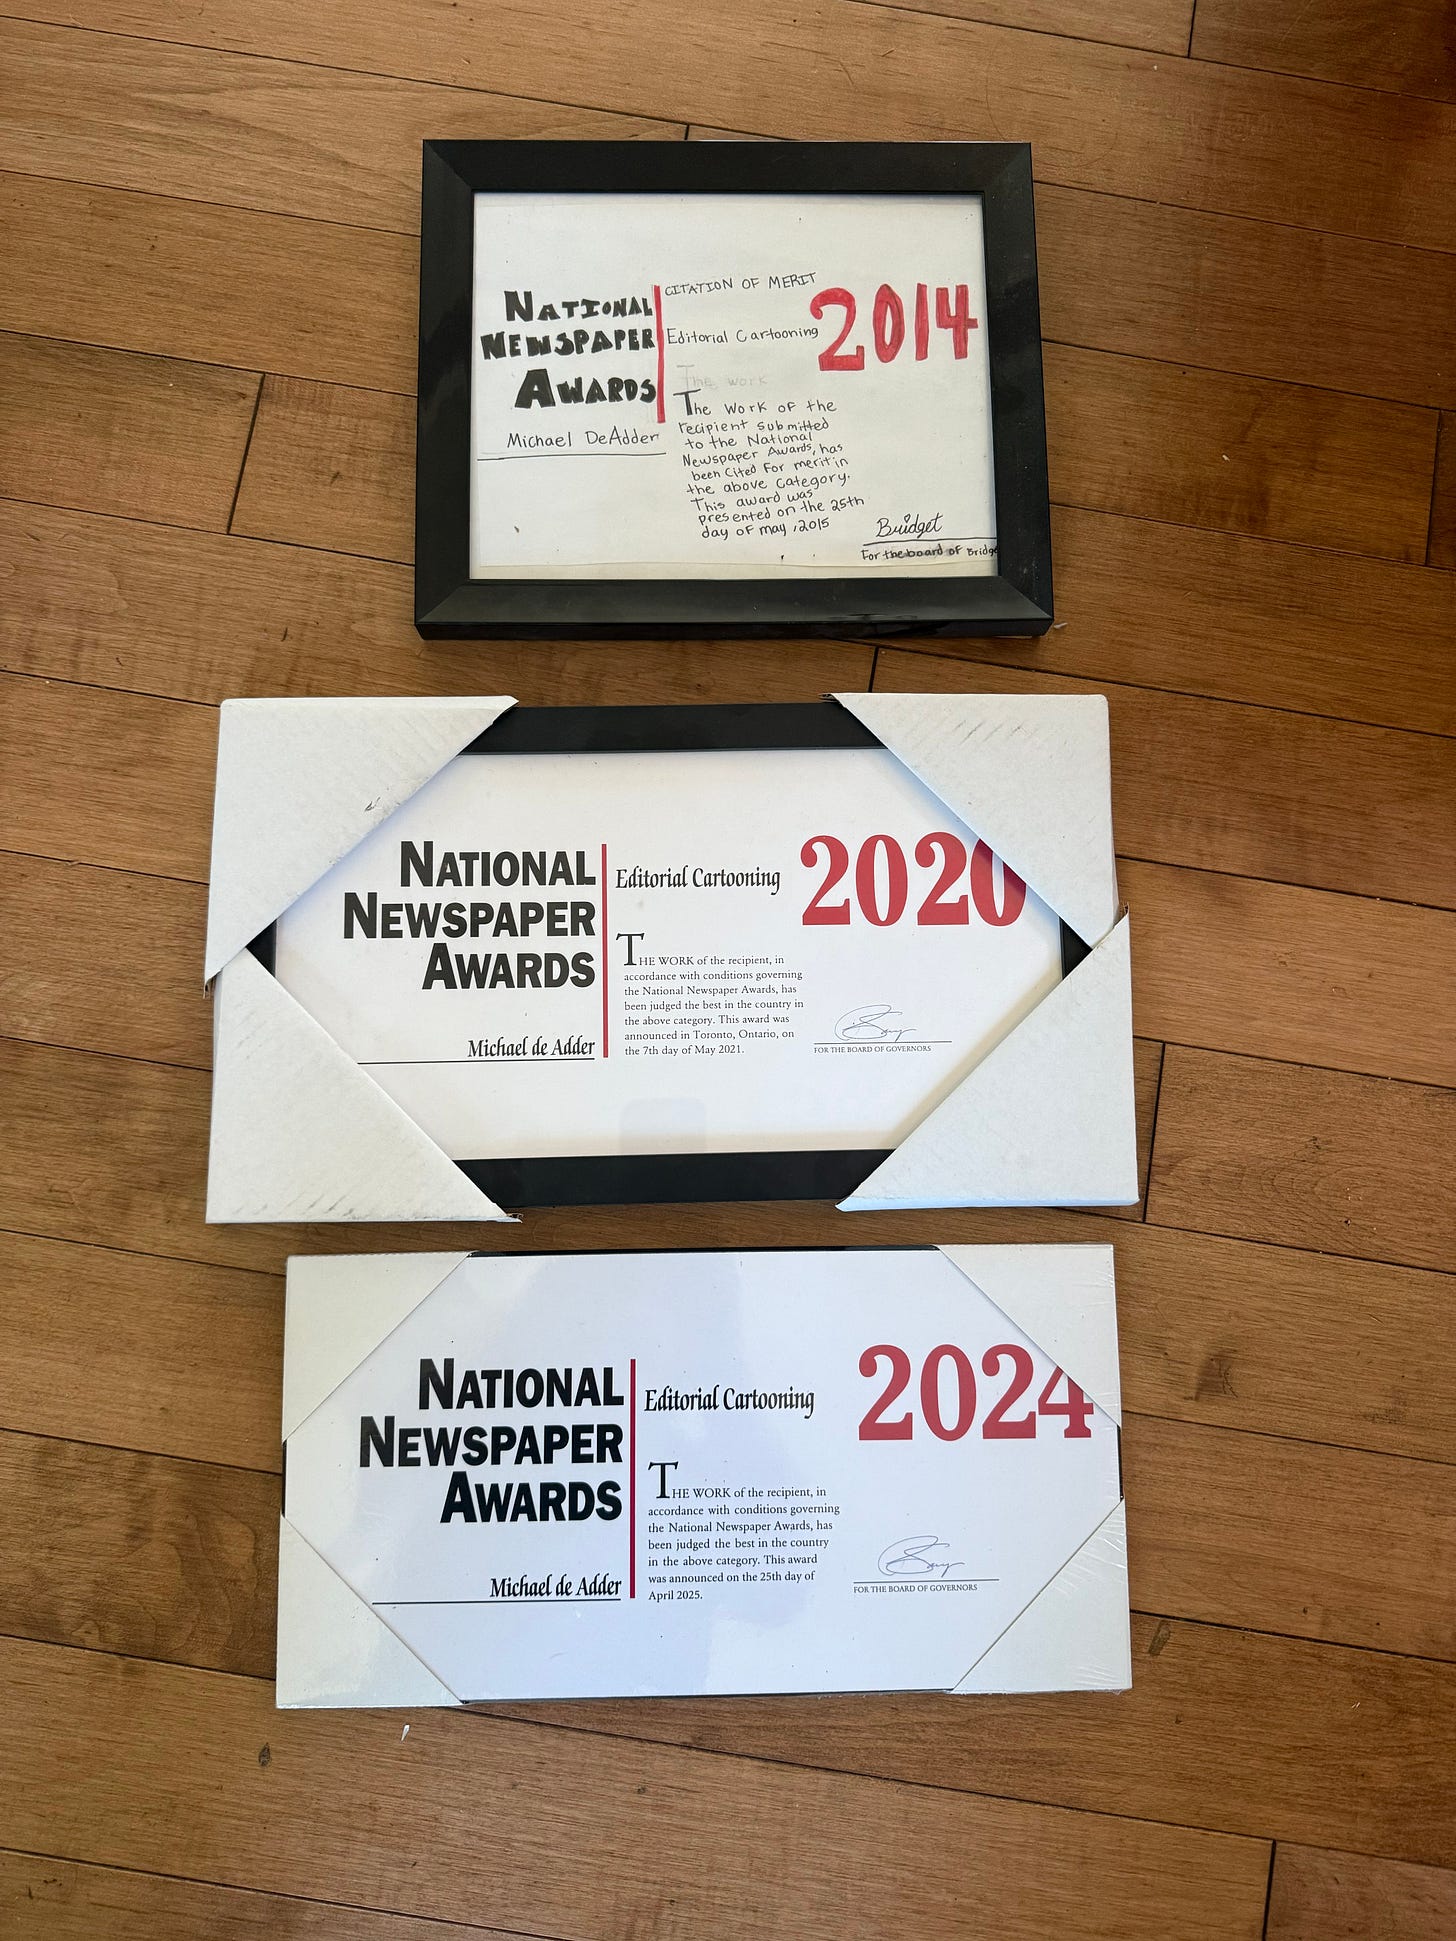 NATIONAL
NEWSPAPER
AWARDS
Michael DeAdder
CITATION OF MERIT
Editorial Cartooning
2014
The work
The Work OF the
recipient submitted
to the National
Newspaper Awards, has
been Cited For merit in
the above Category.
This award was
presented on the 25th
day of may, 2015
Bridget
For the board of Bridge
NATIONAL
NEWSPAPER
AWARDS
Michael de Adder
Editorial Cartooning
2020
THE WORK of the recipient, in
accordance with conditions governing
the National Newspaper Awards, has
been judged the best in the country in
the above category. This award was
announced in Toronto, Ontario, on
the 7th day of May 2021.
FOR THE BOARD OF GOVERNORS
NATIONAL
NEWSPAPER
AWARDS
Michael de Adder
Editorial Cartooning
2024
THE WORK of the recipient, in
accordance with conditions governing
the National Newspaper Awards, has
been judged the best in the country
in the above category. This award
was announced on the 25th day of
April 2025.
FOR THE BOARD OF GOVERNORS